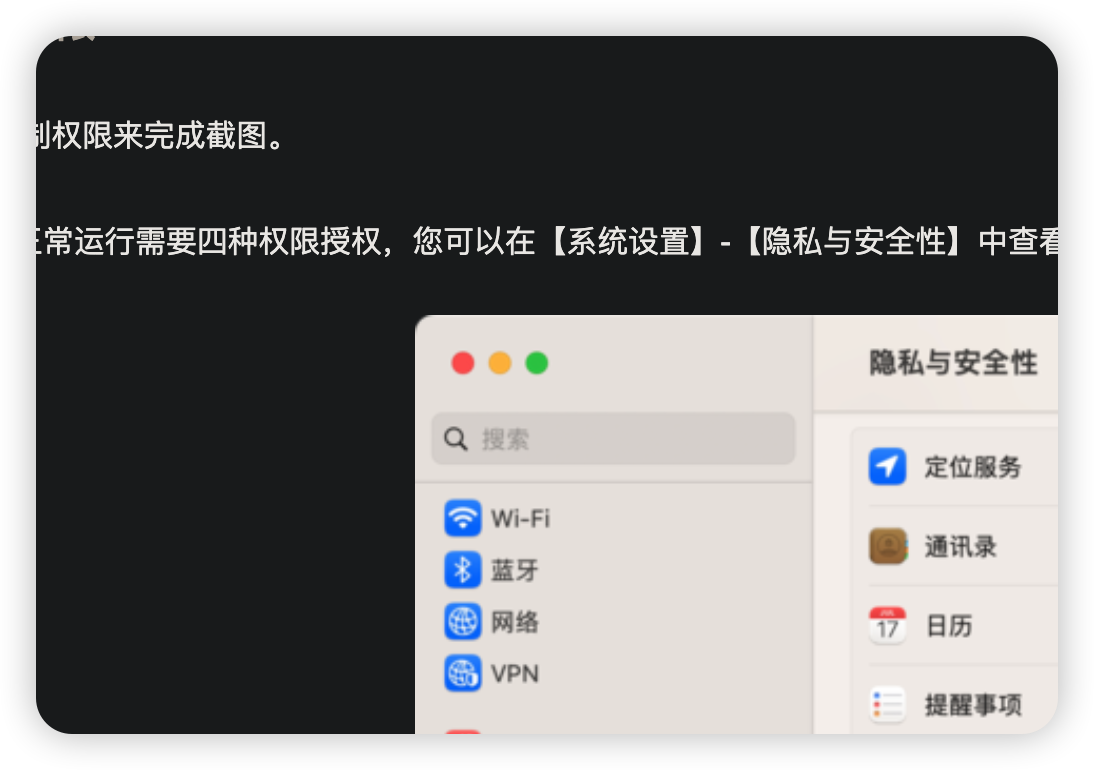 权限来完成截图。
常运行需要四种权限授权，您可以在【系统设置】-【隐私与安全性】中查看
隐私与安全性
搜索
Wi-Fi
蓝牙
网络
VPN
定位服务
通讯录
JUL
17
日历
提醒事项